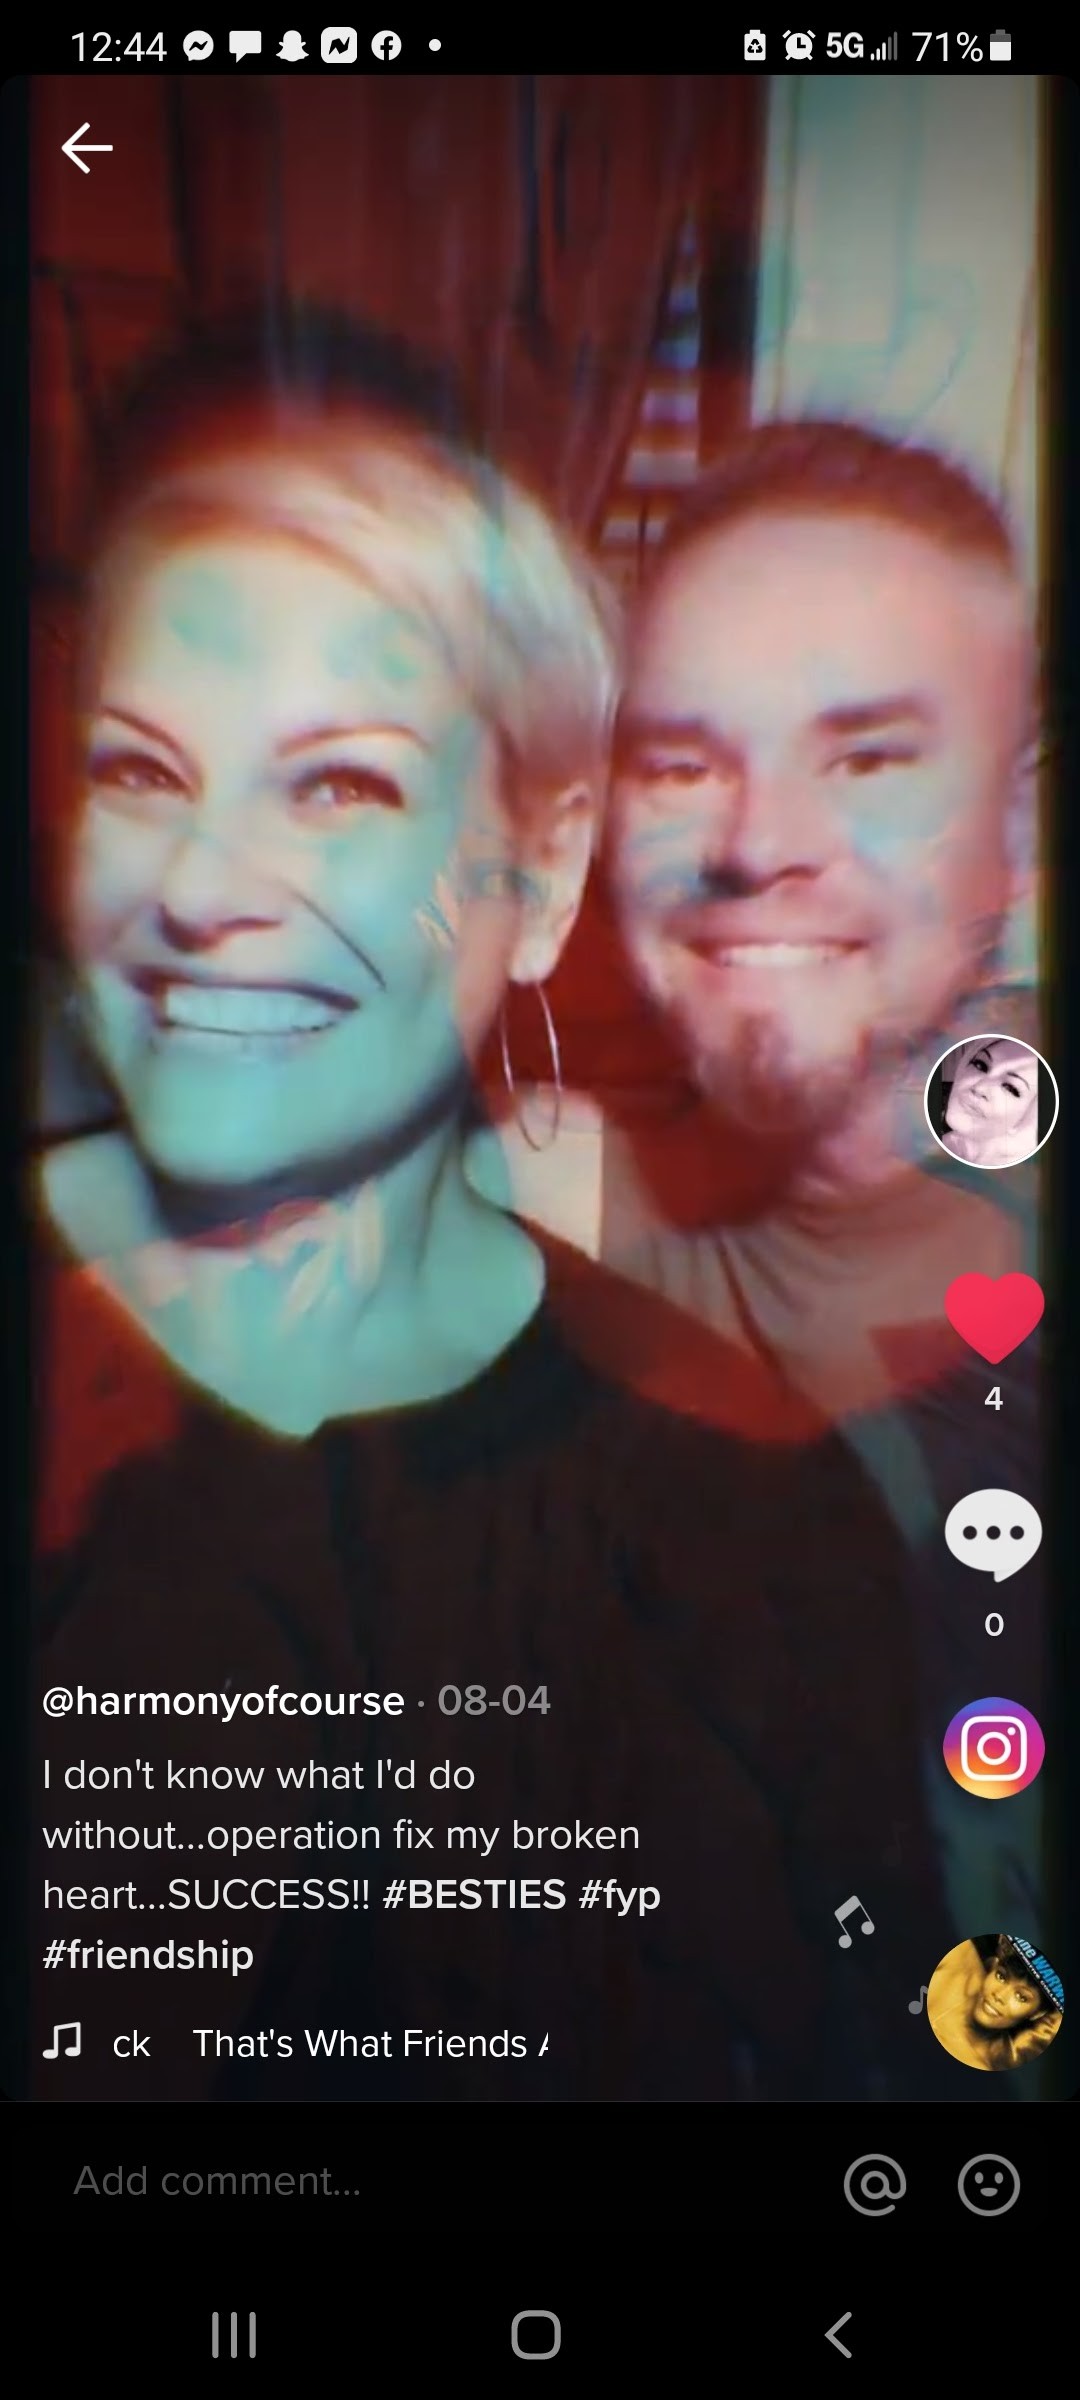 12:44 5G 71%
4
0
@harmonyofcourse · 08-04
I don't know what I'd do
without...operation fix my broken
heart...SUCCESS!! #BESTIES #fyp
#friendship
ck That's What Friends
Add comment...